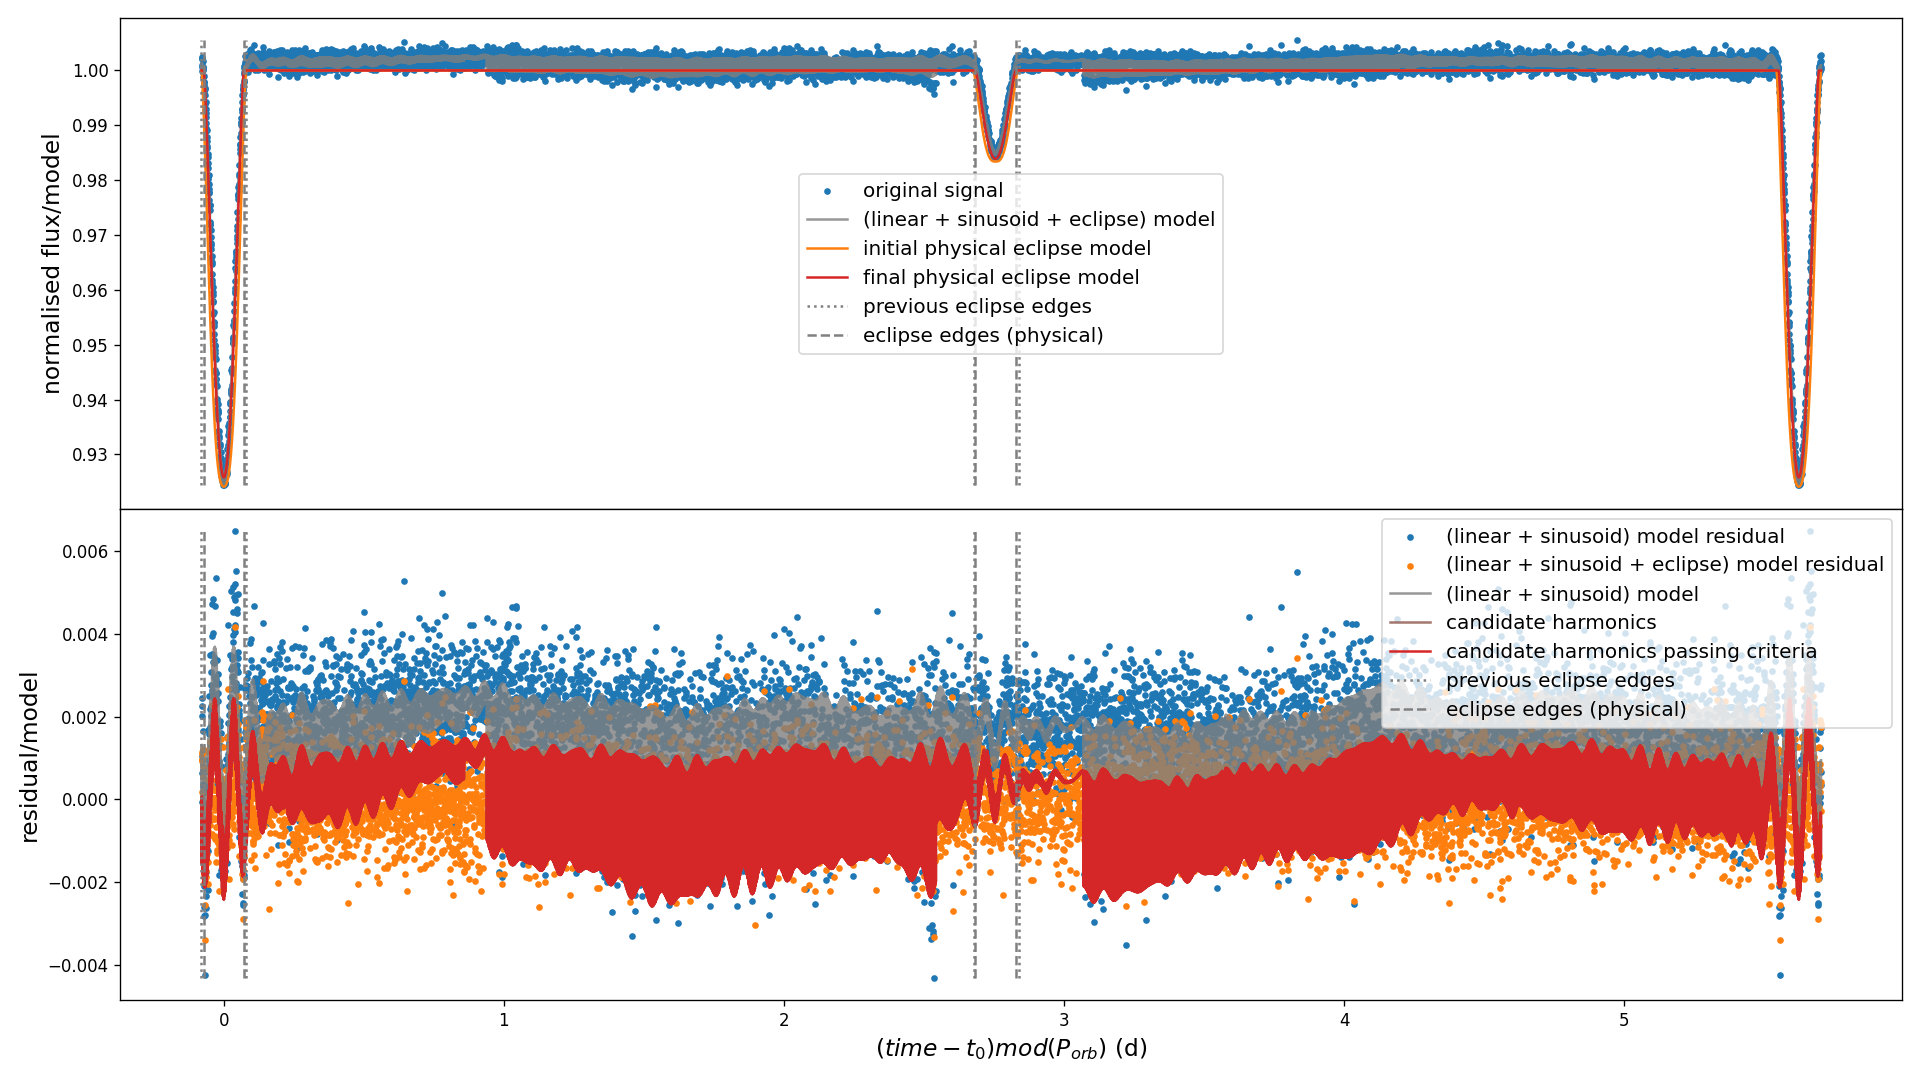 normalised flux/model
1.00
0.99
0.98
0.97
0.96
0.95
0.94
0.93
original signal
(linear + sinusoid + eclipse) model
initial physical eclipse model
final physical eclipse model
previous eclipse edges
eclipse edges (physical)
residual/model
0.006
0.004
0.002
0.000
−0.002
−0.004
(linear + sinusoid) model residual
(linear + sinusoid + eclipse) model residual
(linear + sinusoid) model
candidate harmonics
candidate harmonics passing criteria
previous eclipse edges
eclipse edges (physical)
0 1 2 3 4 5
(time − t₀)mod(Pₒᵣb) (d)